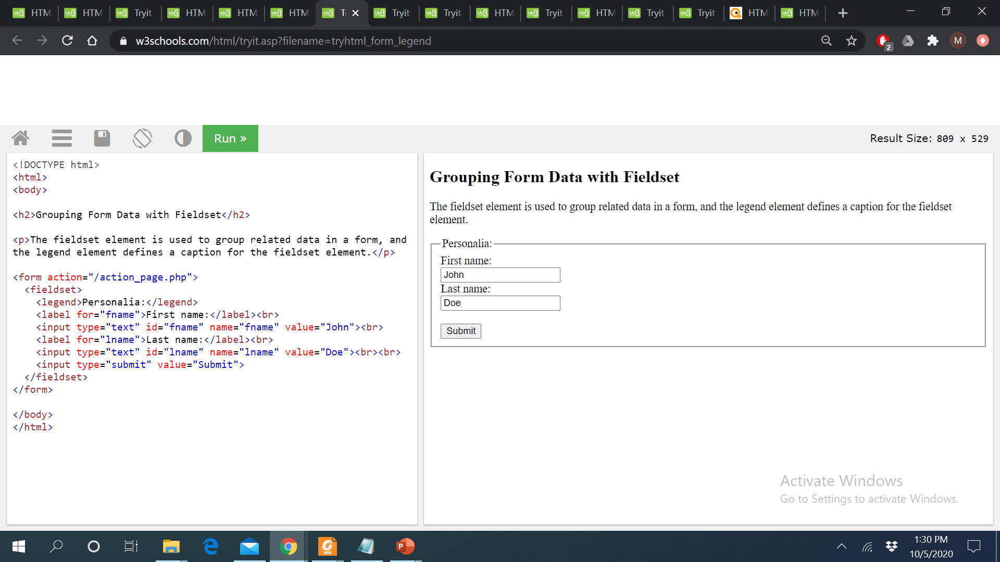 HTM HTM Tryit HTM HTM HTM T Tryit Tryit HTM Tryit HTM Tryit Tryit HTM HTM
w3schools.com/html/tryit.asp?filename=tryhtml_form_legend
2
M
Run »
Result Size: 809 x 529
<!DOCTYPE html>
<html>
<body>
<h2>Grouping Form Data with Fieldset</h2>
<p>The fieldset element is used to group related data in a form, and
the legend element defines a caption for the fieldset element.</p>
<form action="/action_page.php">
<fieldset>
<legend>Personalia:</legend>
<label for="fname">First name:</label><br>
<input type="text" id="fname" name="fname" value="John"><br>
<label for="lname">Last name:</label><br>
<input type="text" id="lname" name="lname" value="Doe"><br><br>
<input type="submit" value="Submit">
</fieldset>
</form>
</body>
</html>
Grouping Form Data with Fieldset
The fieldset element is used to group related data in a form, and the legend element defines a caption for the fieldset
element.
Personalia:
First name:
John
Last name:
Doe
Submit
Activate Windows
Go to Settings to activate Windows.
PDF
P
1:30 PM
10/5/2020